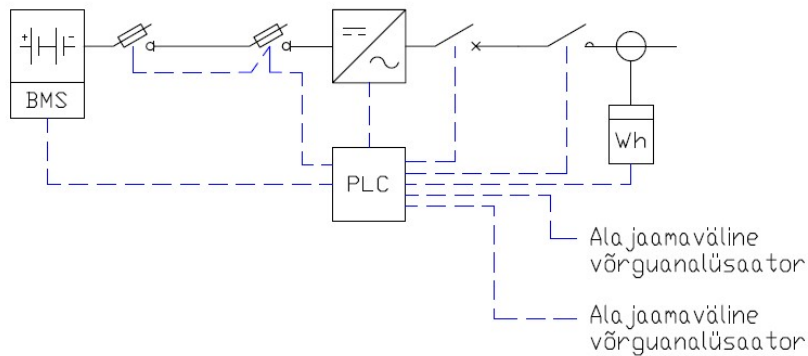 + -
BMS
Wh
PLC
Alajaamaväline
võrguanalüsaator
Alajaamaväline
võrguanalüsaator